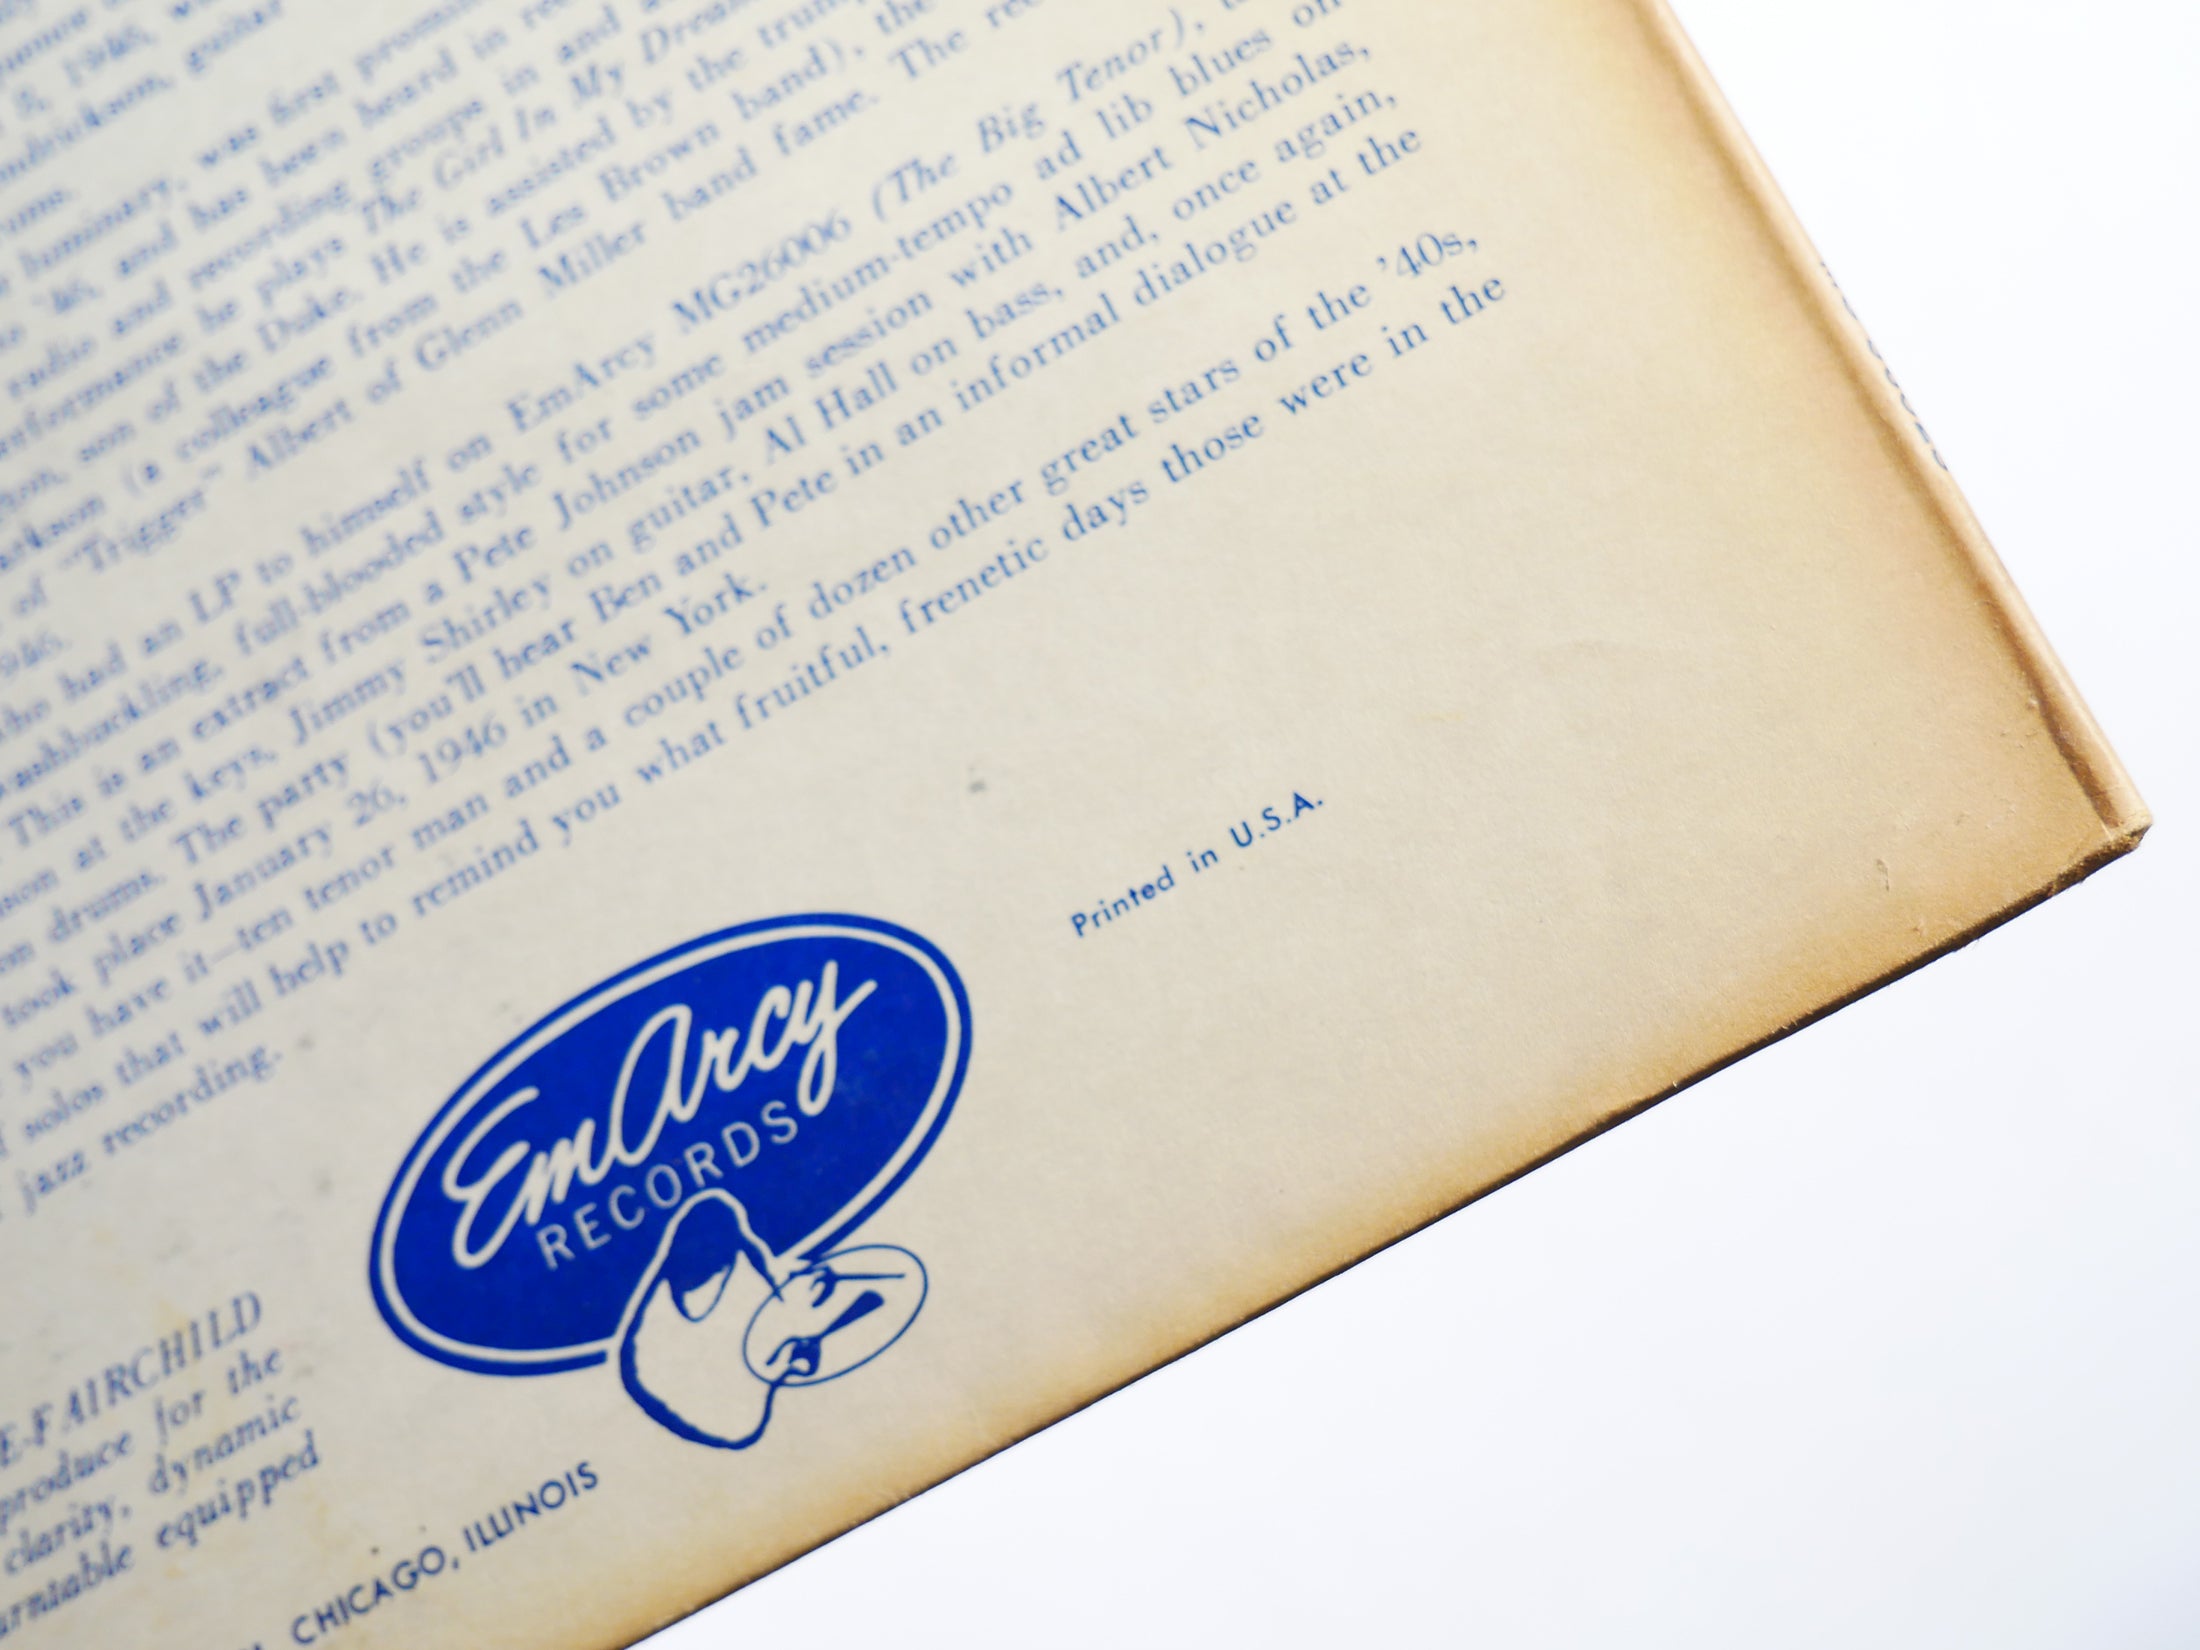 8, 1946,
guitar
luminary, was first
'46, and has been heard in
radio and recording groups in and
he plays The Girl In My
son of the Duke. He is assisted by the
(a colleague from the Les Brown band), the
of "Trigger" Albert of Glenn Miller band fame. The
1946.
who had an LP to himself on EmArcy MG26006 (The Big Tenor),
full-blooded style for some medium-tempo ad lib blues on
This is an extract from a Pete Johnson jam session with Albert Nicholas,
at the keys, Jimmy Shirley on guitar, Al Hall on bass, and, once again,
on drums. The party (you'll hear Ben and Pete in an informal dialogue at the
took place January 26, 1946 in New York.
you have it—ten tenor man and a couple of dozen other great stars of the '40s,
solos that will help to remind you what fruitful, frenetic days those were in the
jazz recording.
Printed in U.S.A.
EmArcy
RECORDS
E-FAIRCHILD
produce for the
clarity, dynamic
equipped
CHICAGO, ILLINOIS